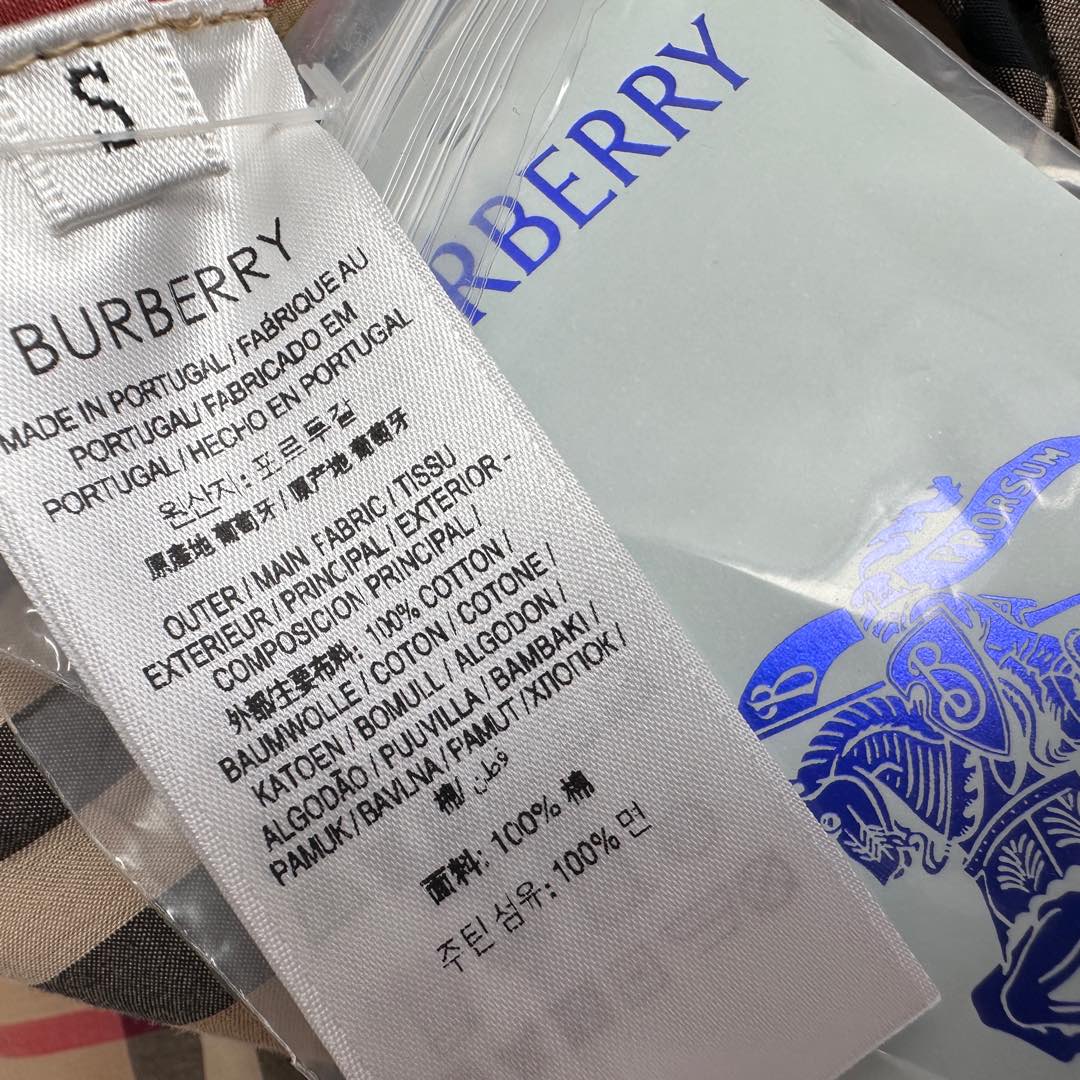 S
BURBERRY
MADE IN PORTUGAL / FABRIQUE AU
PORTUGAL/ FABRICADO EM
PORTUGAL / HECHO EN PORTUGAL
원산지: 포르투갈
原產地 葡萄牙 / 原产地 葡萄牙
OUTER / MAIN FABRIC / TISSU
EXTERIEUR / PRINCIPAL / EXTERIOR -
COMPOSICION PRINCIPAL /
外部/主要布料: 100% COTTON /
BAUMWOLLE / COTON / COTONE /
KATOEN / BOMULL / ALGODON /
ALGODÃO / PUUVILLA / BAMBAKI /
PAMUK / BAVLNA / PAMUT / ХЛОПОК /
棉/ قطن
面料: 100% 棉
주틴 섬유: 100% 면
RBERRY
PRORSUM
B
B